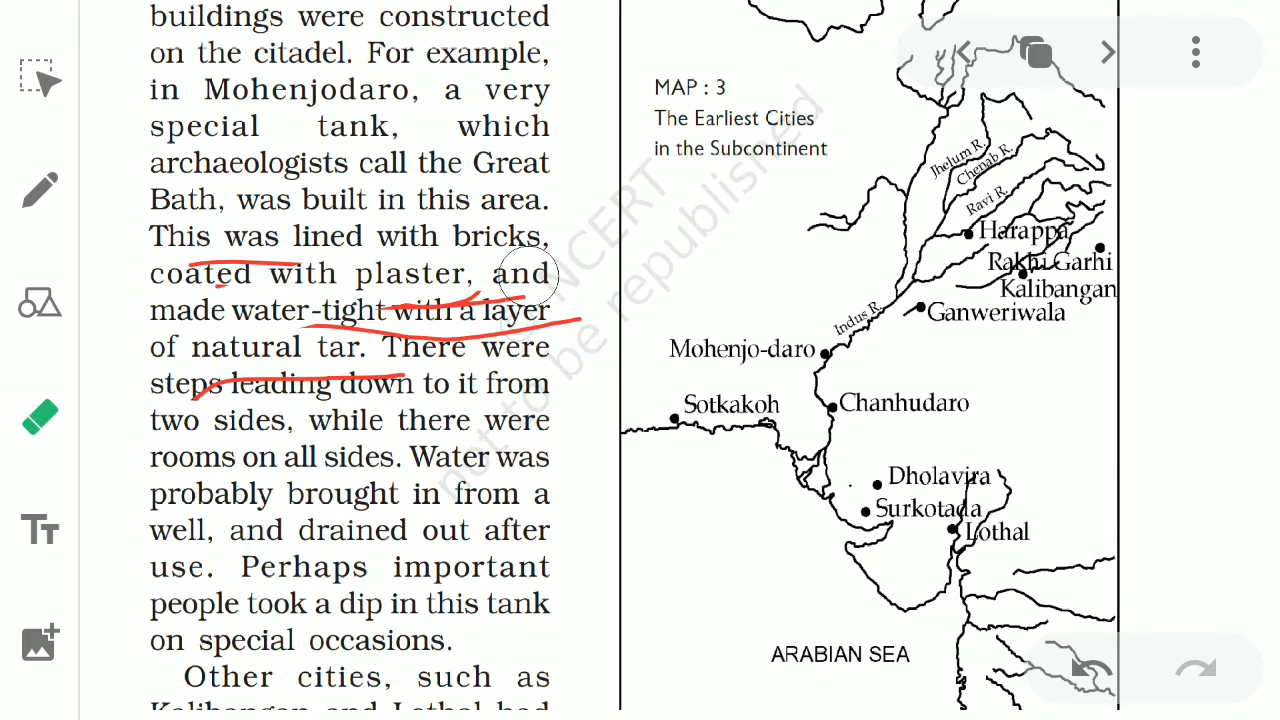 buildings were constructed
on the citadel. For example,
in Mohenjodaro, a very
special tank, which
archaeologists call the Great
Bath, was built in this area.
This was lined with bricks,
coated with plaster, and
made water-tight with a layer
of natural tar. There were
steps leading down to it from
two sides, while there were
rooms on all sides. Water was
probably brought in from a
well, and drained out after
use. Perhaps important
people took a dip in this tank
on special occasions.
Other cities, such as
Kalibangan and Lothal had
MAP : 3
The Earliest Cities
in the Subcontinent
Jhelum R.
Chenab R.
Ravi R.
Harappa
Rakhi Garhi
Kalibangan
Ganweriwala
Indus R.
Mohenjo-daro
Sotkakoh
Chanhudaro
Dholavira
Surkotada
Lothal
ARABIAN SEA
© NCERT
not to be republished
TT